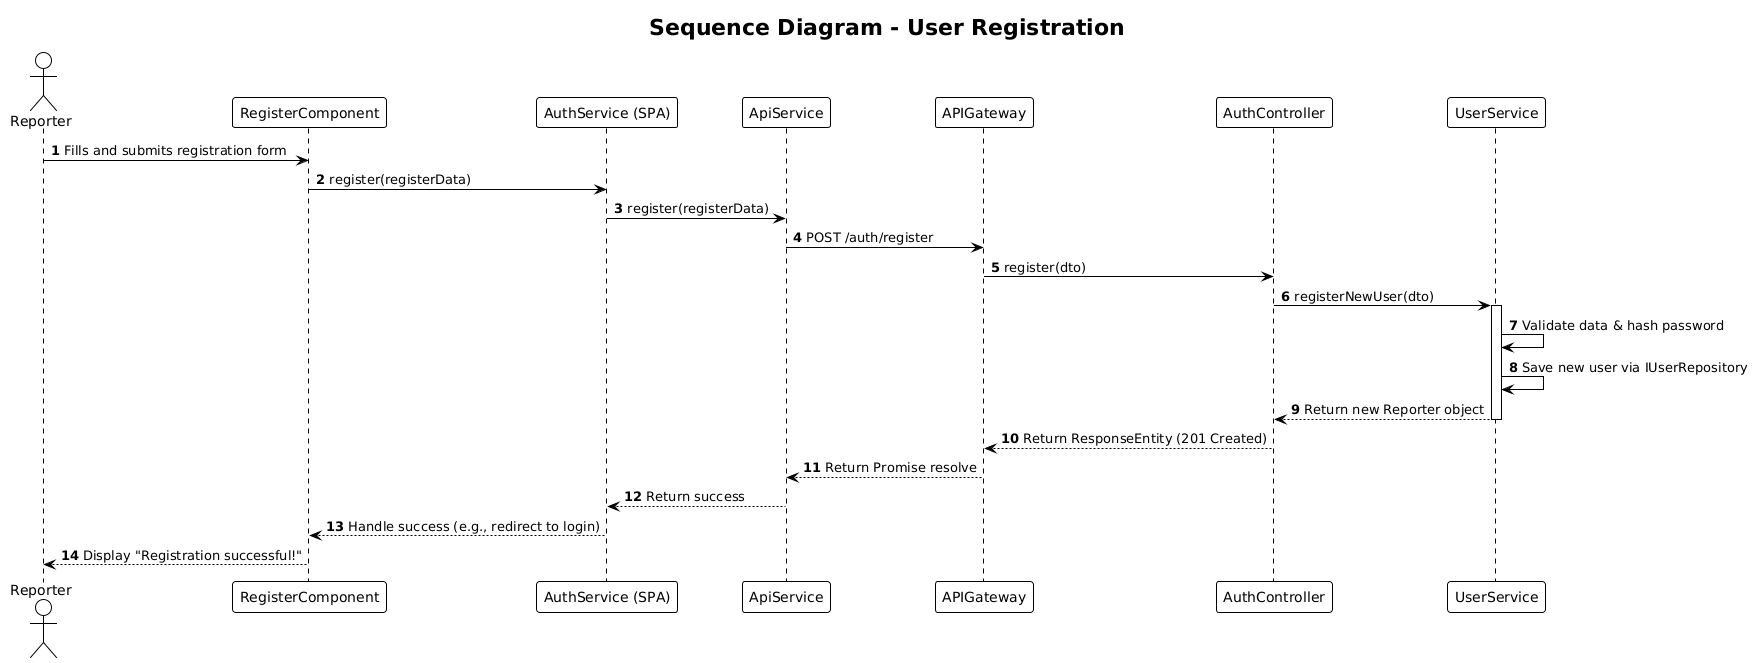 Sequence Diagram - User Registration
Reporter
RegisterComponent
AuthService (SPA)
ApiService
APIGateway
AuthController
UserService
1 Fills and submits registration form
2 register(registerData)
3 register(registerData)
4 POST /auth/register
5 register(dto)
6 registerNewUser(dto)
7 Validate data & hash password
8 Save new user via IUserRepository
9 Return new Reporter object
10 Return ResponseEntity (201 Created)
11 Return Promise resolve
12 Return success
13 Handle success (e.g., redirect to login)
14 Display "Registration successful!"
Reporter
RegisterComponent
AuthService (SPA)
ApiService
APIGateway
AuthController
UserService